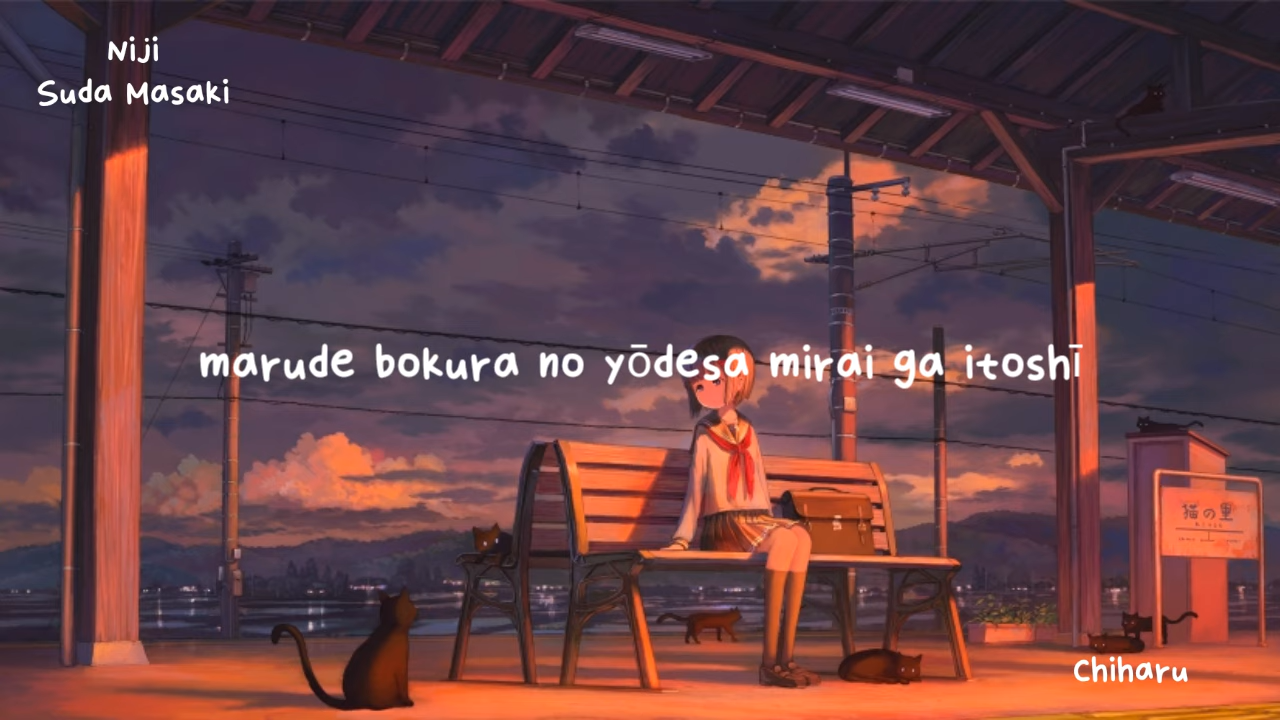 Niji
Suda Masaki
marude bokura no yōdesa mirai ga itoshī
猫の里
Chiharu